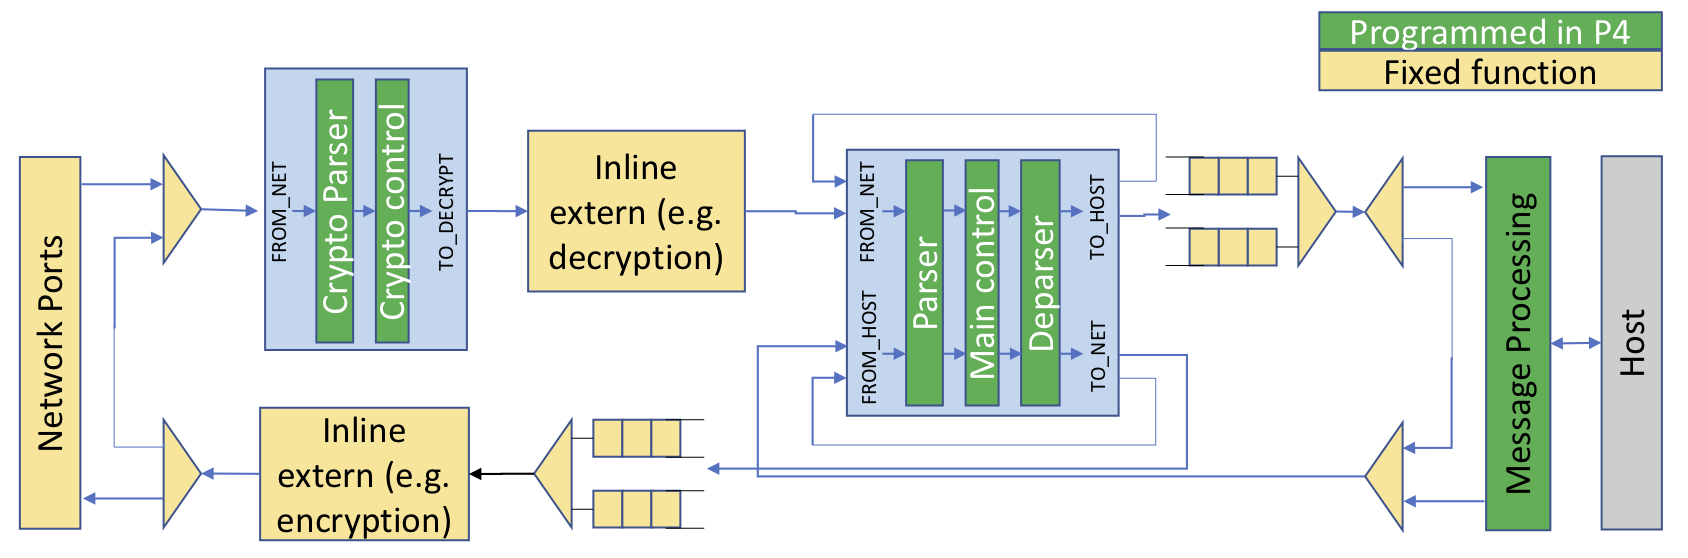 Programmed in P4
Fixed function
Network Ports
FROM_NET
Crypto Parser
Crypto control
TO_DECRYPT
Inline
extern (e.g.
decryption)
FROM_NET
FROM_HOST
Parser
Main control
Deparser
TO_HOST
TO_NET
Message Processing
Host
Inline
extern (e.g.
encryption)